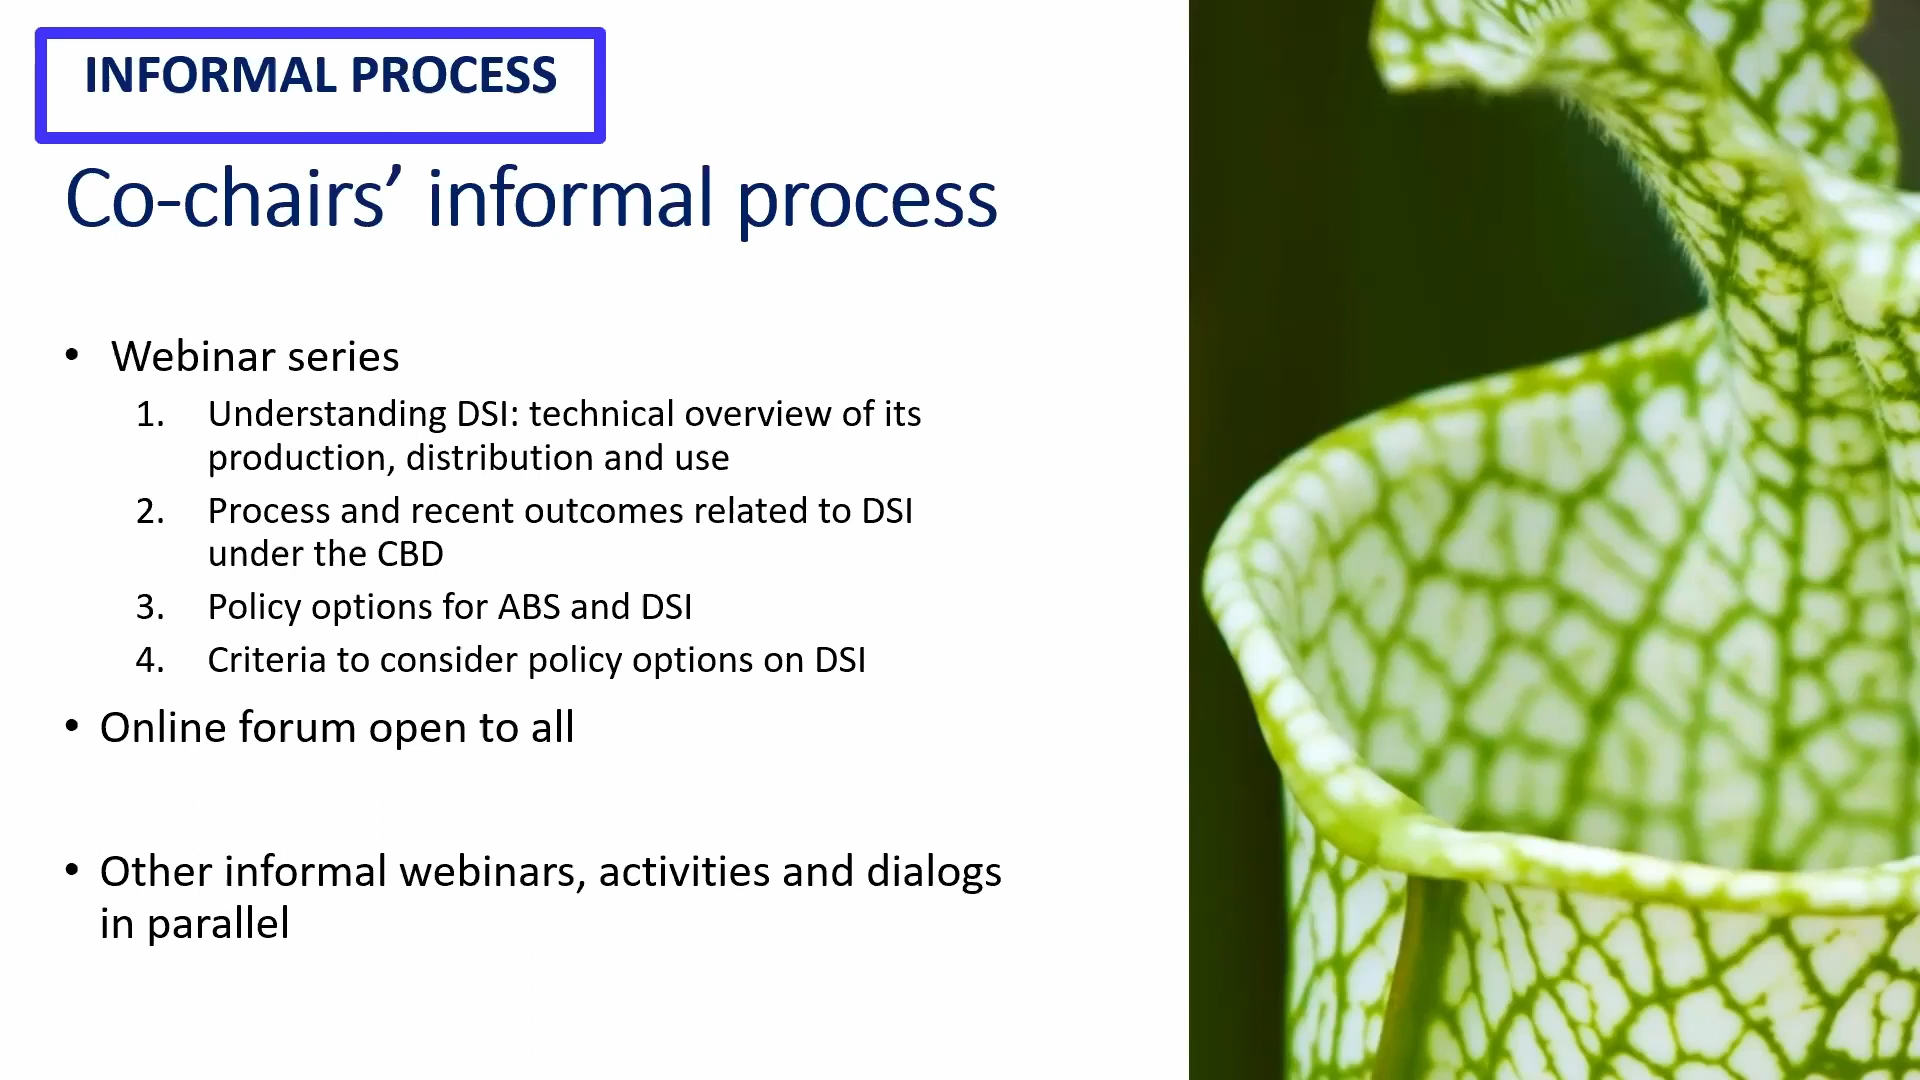 INFORMAL PROCESS
Co-chairs’ informal process
• Webinar series
1. Understanding DSI: technical overview of its
production, distribution and use
2. Process and recent outcomes related to DSI
under the CBD
3. Policy options for ABS and DSI
4. Criteria to consider policy options on DSI
• Online forum open to all
• Other informal webinars, activities and dialogs
in parallel